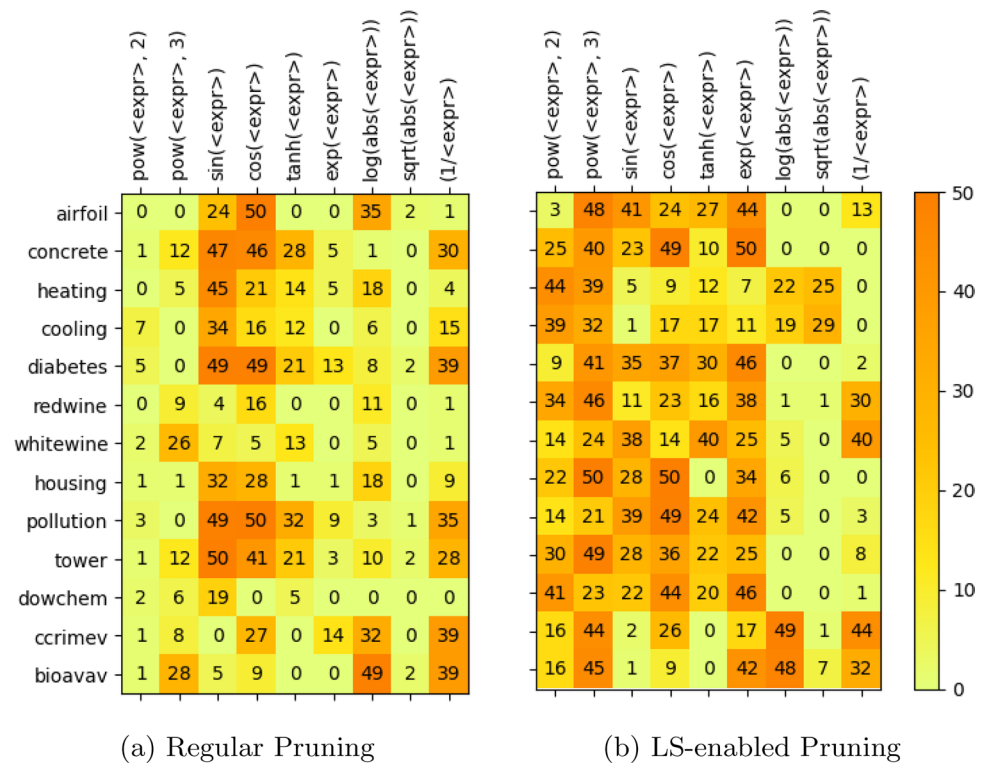 pow(<expr>, 2) pow(<expr>, 3) sin(<expr>) cos(<expr>) tanh(<expr>) exp(<expr>) log(abs(<expr>)) sqrt(abs(<expr>)) (1/<expr>)
pow(<expr>, 2) pow(<expr>, 3) sin(<expr>) cos(<expr>) tanh(<expr>) exp(<expr>) log(abs(<expr>)) sqrt(abs(<expr>)) (1/<expr>)
airfoil 0 0 24 50 0 0 35 2 1
concrete 1 12 47 46 28 5 1 0 30
heating 0 5 45 21 14 5 18 0 4
cooling 7 0 34 16 12 0 6 0 15
diabetes 5 0 49 49 21 13 8 2 39
redwine 0 9 4 16 0 0 11 0 1
whitewine 2 26 7 5 13 0 5 0 1
housing 1 1 32 28 1 1 18 0 9
pollution 3 0 49 50 32 9 3 1 35
tower 1 12 50 41 21 3 10 2 28
dowchem 2 6 19 0 5 0 0 0 0
ccrimev 1 8 0 27 0 14 32 0 39
bioavav 1 28 5 9 0 0 49 2 39
3 48 41 24 27 44 0 0 13
25 40 23 49 10 50 0 0 0
44 39 5 9 12 7 22 25 0
39 32 1 17 17 11 19 29 0
9 41 35 37 30 46 0 0 2
34 46 11 23 16 38 1 1 30
14 24 38 14 40 25 5 0 40
22 50 28 50 0 34 6 0 0
14 21 39 49 24 42 5 0 3
30 49 28 36 22 25 0 0 8
41 23 22 44 20 46 0 0 1
16 44 2 26 0 17 49 1 44
16 45 1 9 0 42 48 7 32
50
40
30
20
10
0
(a) Regular Pruning
(b) LS-enabled Pruning